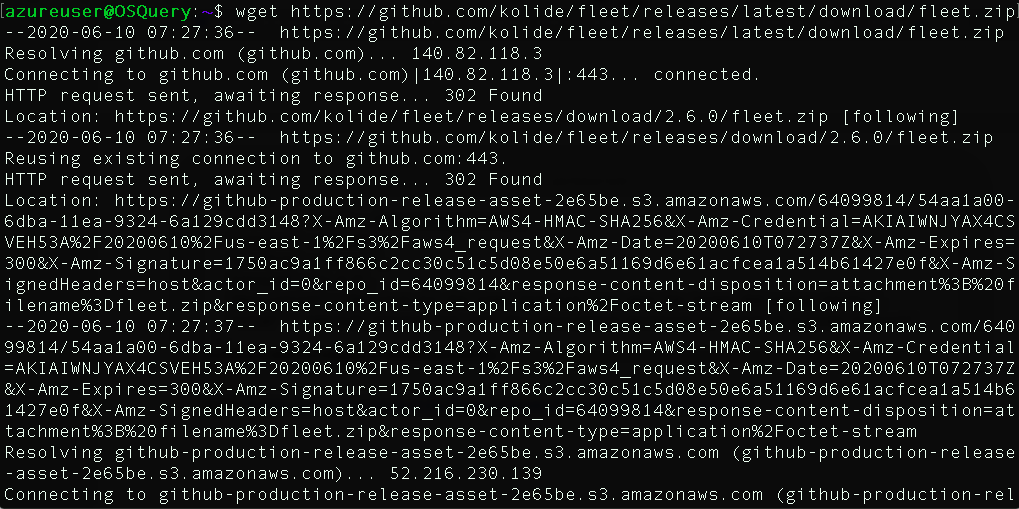 [azureuser@OSQuery:~$ wget https://github.com/kolide/fleet/releases/latest/download/fleet.zip]
--2020-06-10 07:27:36--  https://github.com/kolide/fleet/releases/latest/download/fleet.zip
Resolving github.com (github.com)... 140.82.118.3
Connecting to github.com (github.com)|140.82.118.3|:443... connected.
HTTP request sent, awaiting response... 302 Found
Location: https://github.com/kolide/fleet/releases/download/2.6.0/fleet.zip [following]
--2020-06-10 07:27:36--  https://github.com/kolide/fleet/releases/download/2.6.0/fleet.zip
Reusing existing connection to github.com:443.
HTTP request sent, awaiting response... 302 Found
Location: https://github-production-release-asset-2e65be.s3.amazonaws.com/64099814/54aa1a00-
6dba-11ea-9324-6a129cdd3148?X-Amz-Algorithm=AWS4-HMAC-SHA256&X-Amz-Credential=AKIAIWNJYAX4CS
VEH53A%2F20200610%2Fus-east-1%2Fs3%2Faws4_request&X-Amz-Date=20200610T072737Z&X-Amz-Expires=
300&X-Amz-Signature=1750ac9a1ff866c2cc30c51c5d08e50e6a51169d6e61acfcea1a514b61427e0f&X-Amz-S
ignedHeaders=host&actor_id=0&repo_id=64099814&response-content-disposition=attachment%3B%20f
ilename%3Dfleet.zip&response-content-type=application%2Foctet-stream [following]
--2020-06-10 07:27:37--  https://github-production-release-asset-2e65be.s3.amazonaws.com/640
99814/54aa1a00-6dba-11ea-9324-6a129cdd3148?X-Amz-Algorithm=AWS4-HMAC-SHA256&X-Amz-Credential
=AKIAIWNJYAX4CSVEH53A%2F20200610%2Fus-east-1%2Fs3%2Faws4_request&X-Amz-Date=20200610T072737Z
&X-Amz-Expires=300&X-Amz-Signature=1750ac9a1ff866c2cc30c51c5d08e50e6a51169d6e61acfcea1a514b6
1427e0f&X-Amz-SignedHeaders=host&actor_id=0&repo_id=64099814&response-content-disposition=at
tachment%3B%20filename%3Dfleet.zip&response-content-type=application%2Foctet-stream
Resolving github-production-release-asset-2e65be.s3.amazonaws.com (github-production-release
-asset-2e65be.s3.amazonaws.com)... 52.216.230.139
Connecting to github-production-release-asset-2e65be.s3.amazonaws.com (github-production-rel